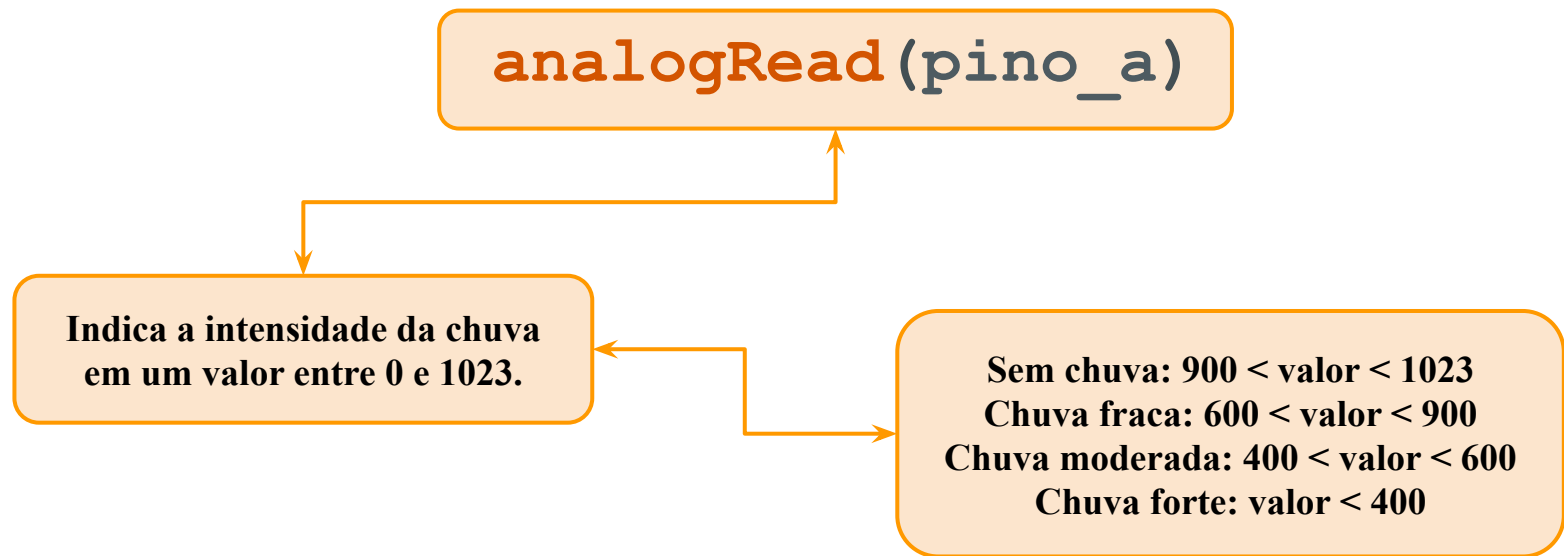 analogRead(pino_a)
Indica a intensidade da chuva
em um valor entre 0 e 1023.
Sem chuva: 900 < valor < 1023
Chuva fraca: 600 < valor < 900
Chuva moderada: 400 < valor < 600
Chuva forte: valor < 400